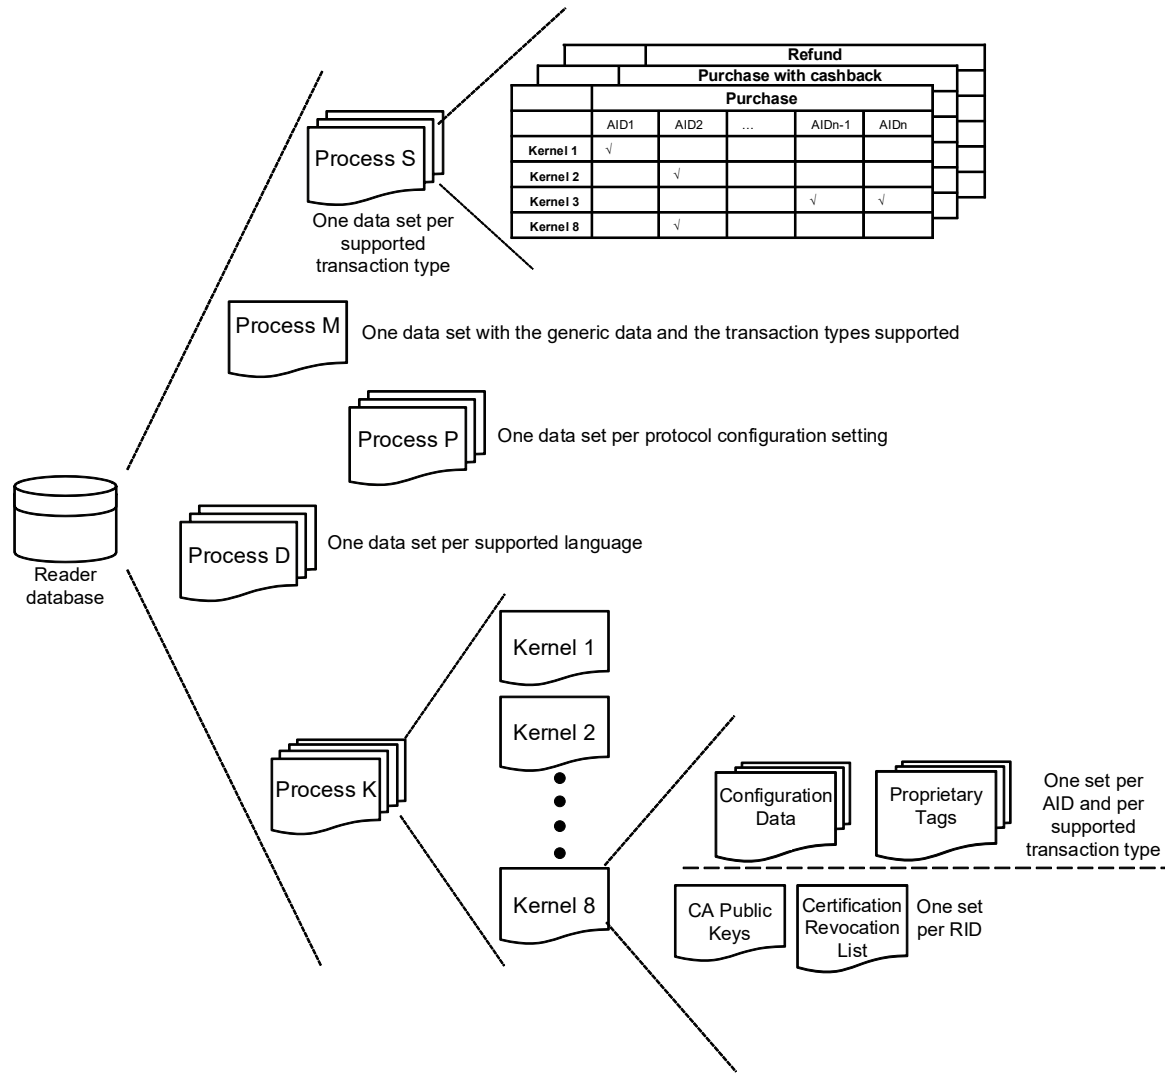 Refund
Purchase with cashback
Purchase
AID1 AID2 … AIDn-1 AIDn
Kernel 1 √
Kernel 2 √
Kernel 3 √ √
Kernel 8 √
Process S
One data set per
supported
transaction type
Process M
One data set with the generic data and the transaction types supported
Process P
One data set per protocol configuration setting
Reader
database
Process D
One data set per supported language
Process K
Kernel 1
Kernel 2
Kernel 8
Configuration
Data
Proprietary
Tags
One set per
AID and per
supported
transaction type
CA Public
Keys
Certification
Revocation
List
One set
per RID